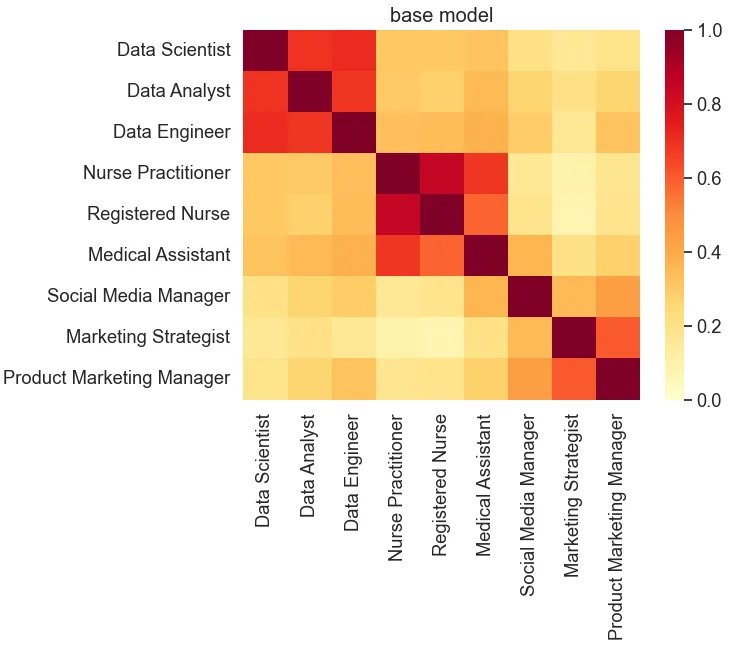 base model
Data Scientist
Data Analyst
Data Engineer
Nurse Practitioner
Registered Nurse
Medical Assistant
Social Media Manager
Marketing Strategist
Product Marketing Manager
1.0
0.8
0.6
0.4
0.2
0.0
Data Scientist
Data Analyst
Data Engineer
Nurse Practitioner
Registered Nurse
Medical Assistant
Social Media Manager
Marketing Strategist
Product Marketing Manager